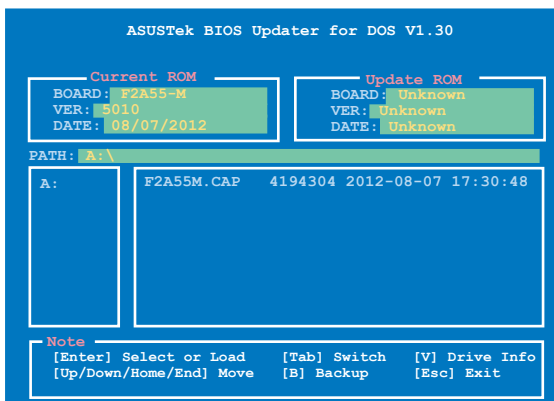 ASUSTek BIOS Updater for DOS V1.30
Current ROM
BOARD: F2A55-M
VER: 5010
DATE: 08/07/2012
Update ROM
BOARD: Unknown
VER: Unknown
DATE: Unknown
PATH: A:\
A:
F2A55M.CAP 4194304 2012-08-07 17:30:48
Note
[Enter] Select or Load [Tab] Switch [V] Drive Info
[Up/Down/Home/End] Move [B] Backup [Esc] Exit